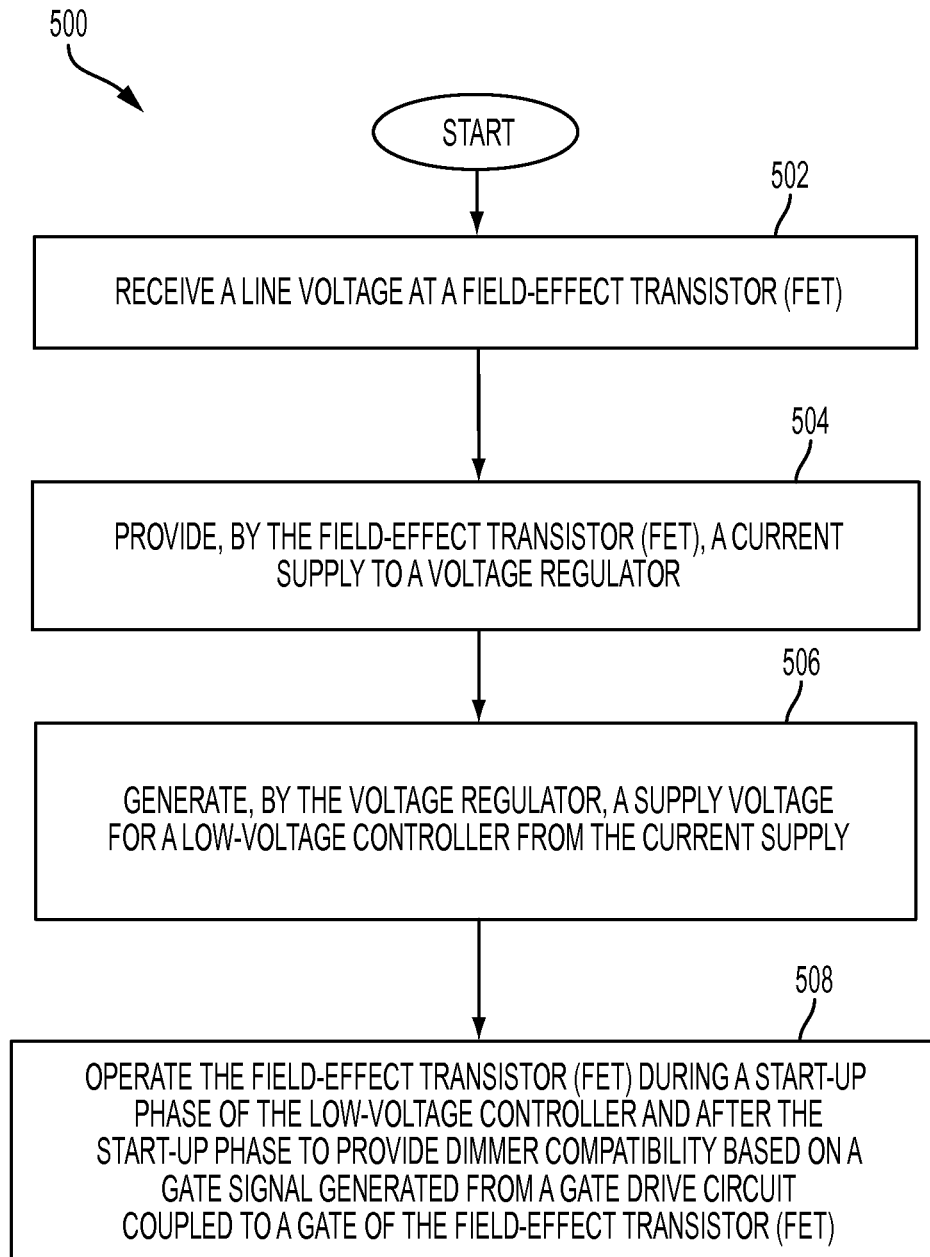 500
START
502
RECEIVE A LINE VOLTAGE AT A FIELD-EFFECT TRANSISTOR (FET)
504
PROVIDE, BY THE FIELD-EFFECT TRANSISTOR (FET), A CURRENT
SUPPLY TO A VOLTAGE REGULATOR
506
GENERATE, BY THE VOLTAGE REGULATOR, A SUPPLY VOLTAGE
FOR A LOW-VOLTAGE CONTROLLER FROM THE CURRENT SUPPLY
508
OPERATE THE FIELD-EFFECT TRANSISTOR (FET) DURING A START-UP
PHASE OF THE LOW-VOLTAGE CONTROLLER AND AFTER THE
START-UP PHASE TO PROVIDE DIMMER COMPATIBILITY BASED ON A
GATE SIGNAL GENERATED FROM A GATE DRIVE CIRCUIT
COUPLED TO A GATE OF THE FIELD-EFFECT TRANSISTOR (FET)